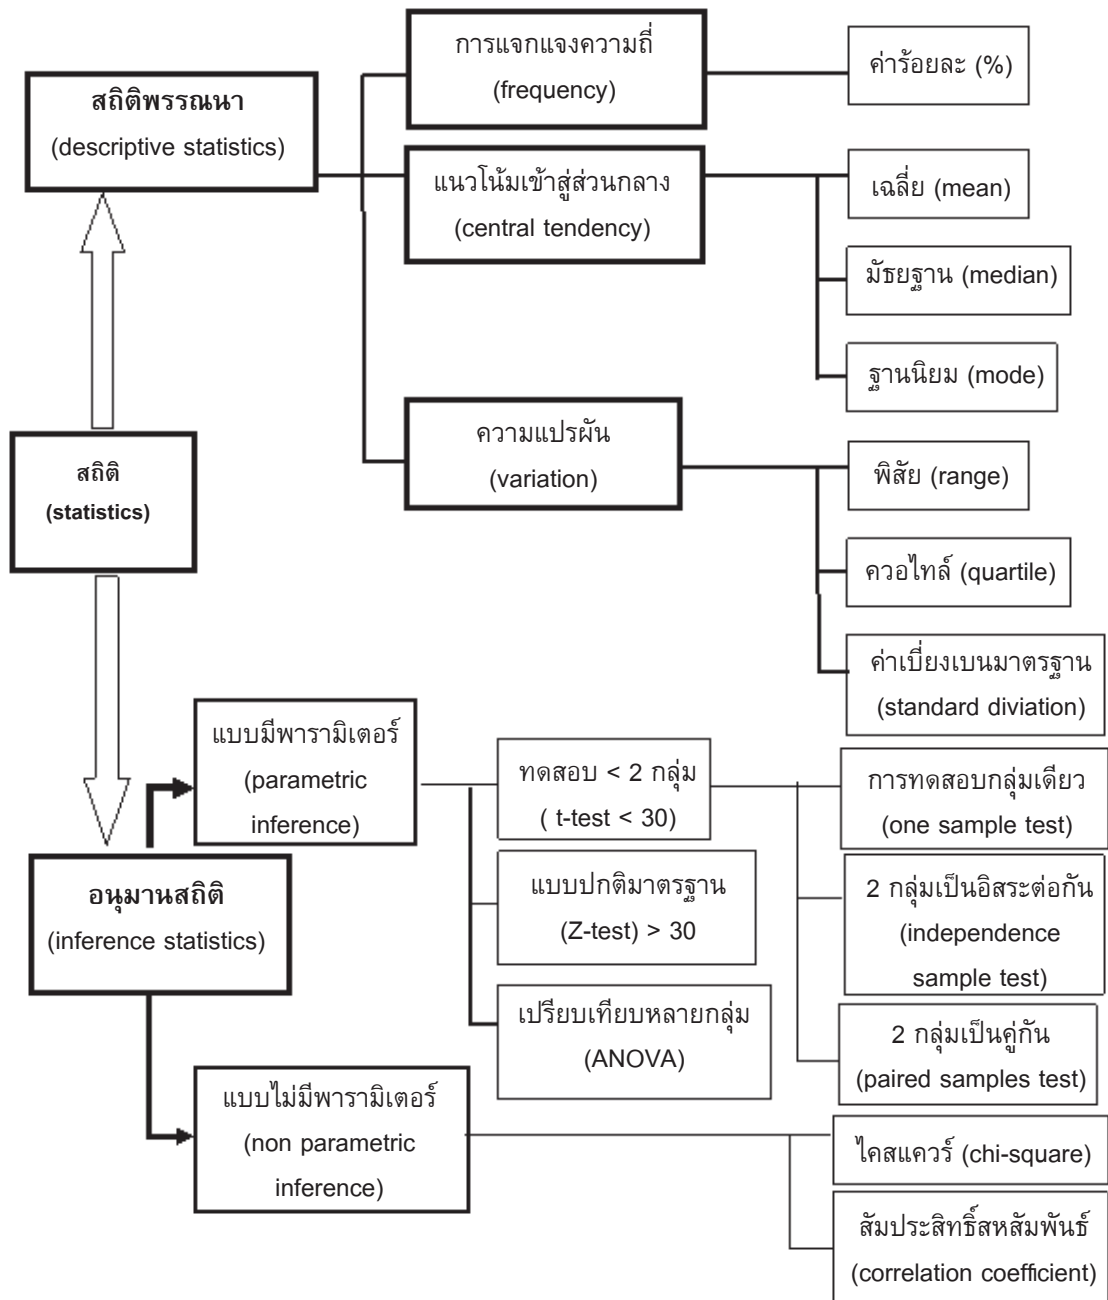 การแจกแจงความถี่
(frequency)
ค่าร้อยละ (%)
สถิติพรรณนา
(descriptive statistics)
แนวโน้มเข้าสู่ส่วนกลาง
(central tendency)
เฉลี่ย (mean)
มัธยฐาน (median)
ฐานนิยม (mode)
ความแปรผัน
(variation)
พิสัย (range)
ควอไทล์ (quartile)
ค่าเบี่ยงเบนมาตรฐาน
(standard diviation)
สถิติ
(statistics)
อนุมานสถิติ
(inference statistics)
แบบมีพารามิเตอร์
(parametric
inference)
ทดสอบ < 2 กลุ่ม
( t-test < 30)
การทดสอบกลุ่มเดียว
(one sample test)
2 กลุ่มเป็นอิสระต่อกัน
(independence
sample test)
2 กลุ่มเป็นคู่กัน
(paired samples test)
แบบปกติมาตรฐาน
(Z-test) > 30
เปรียบเทียบหลายกลุ่ม
(ANOVA)
แบบไม่มีพารามิเตอร์
(non parametric
inference)
ไคสแควร์ (chi-square)
สัมประสิทธิ์สหสัมพันธ์
(correlation coefficient)